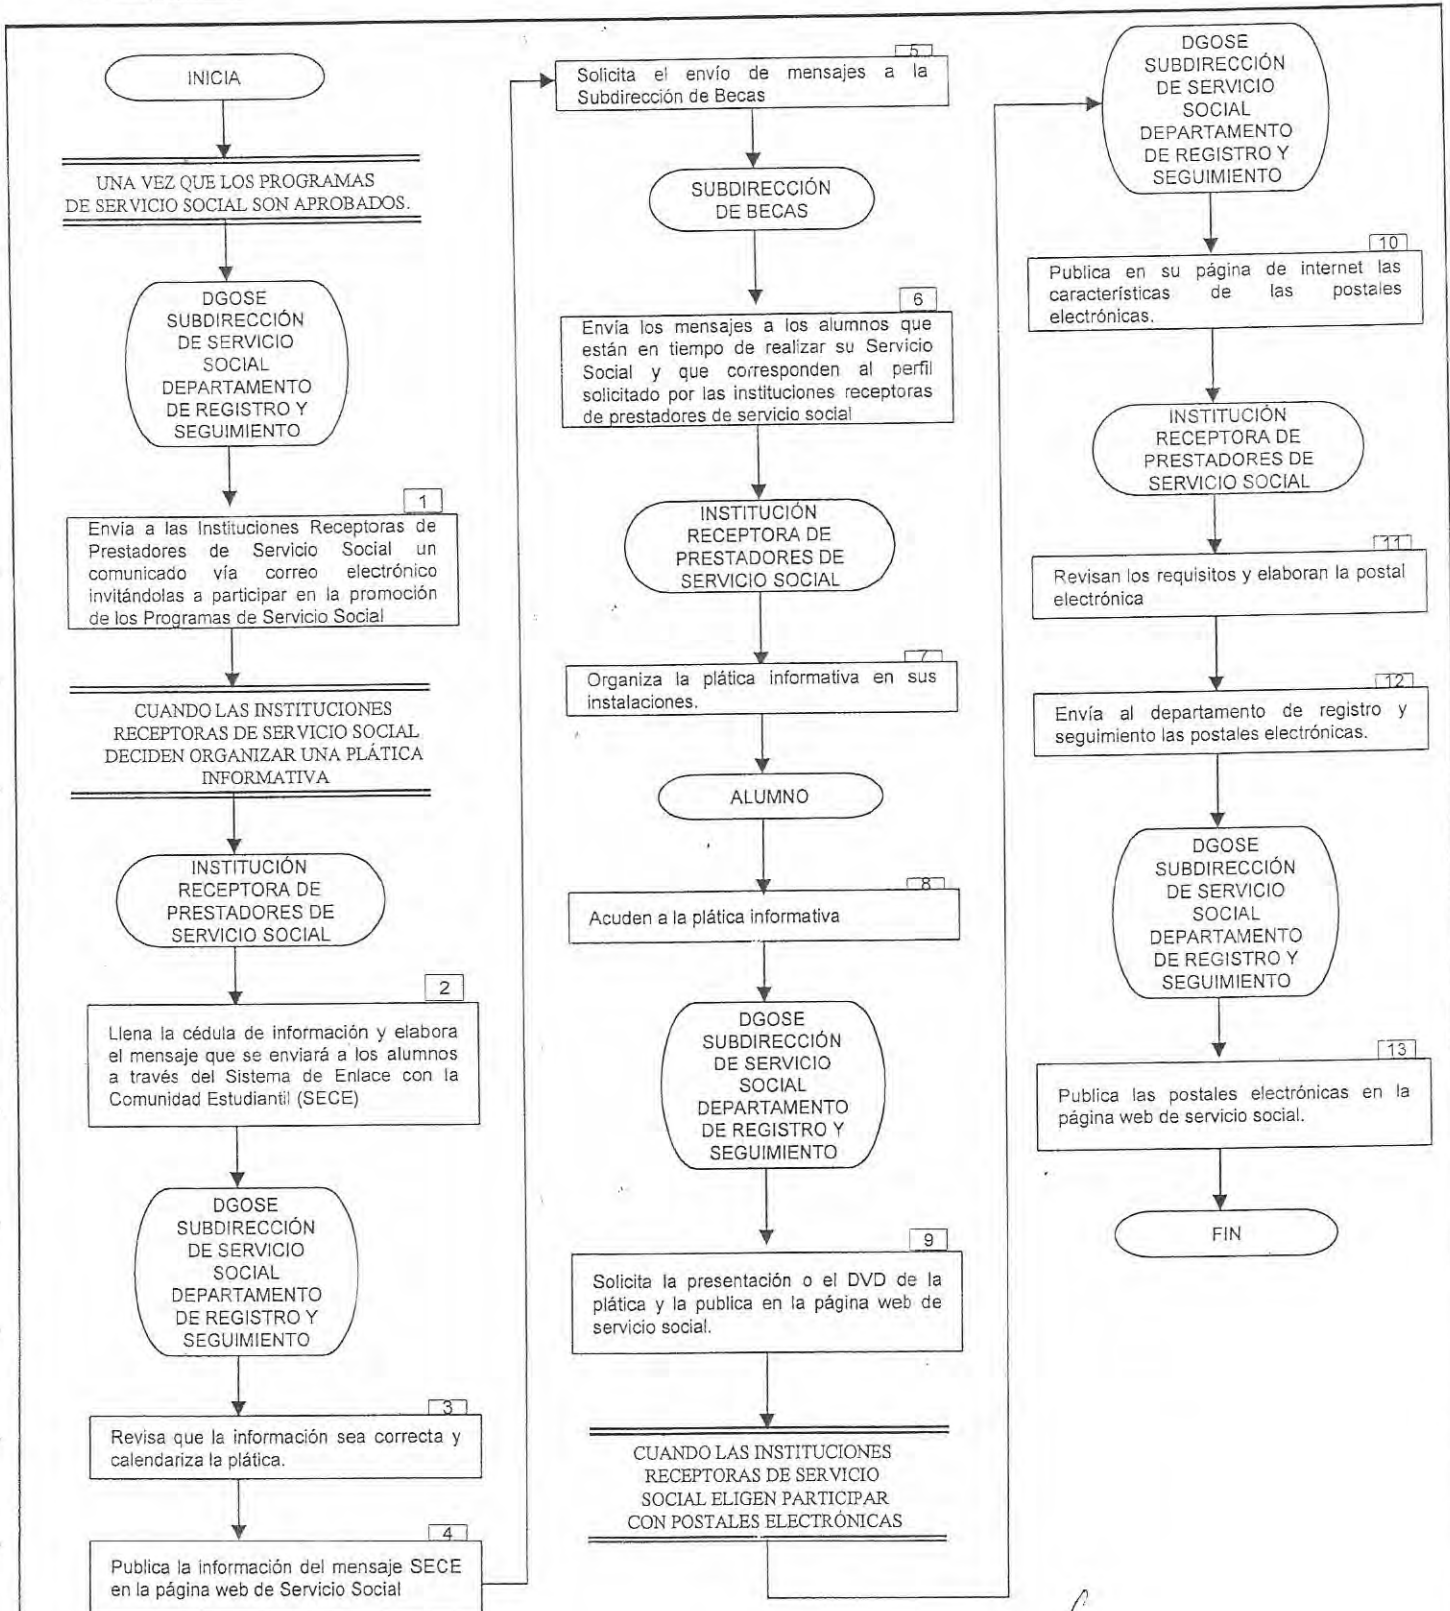 INICIA
UNA VEZ QUE LOS PROGRAMAS
DE SERVICIO SOCIAL SON APROBADOS.
DGOSE
SUBDIRECCIÓN
DE SERVICIO
SOCIAL
DEPARTAMENTO
DE REGISTRO Y
SEGUIMIENTO
1
Envía a las Instituciones Receptoras de
Prestadores de Servicio Social un
comunicado vía correo electrónico
invitándolas a participar en la promoción
de los Programas de Servicio Social
CUANDO LAS INSTITUCIONES
RECEPTORAS DE SERVICIO SOCIAL
DECIDEN ORGANIZAR UNA PLÁTICA
INFORMATIVA
INSTITUCIÓN
RECEPTORA DE
PRESTADORES DE
SERVICIO SOCIAL
2
Llena la cédula de información y elabora
el mensaje que se enviará a los alumnos
a través del Sistema de Enlace con la
Comunidad Estudiantil (SECE)
DGOSE
SUBDIRECCIÓN
DE SERVICIO
SOCIAL
DEPARTAMENTO
DE REGISTRO Y
SEGUIMIENTO
3
Revisa que la información sea correcta y
calendariza la plática.
4
Publica la información del mensaje SECE
en la página web de Servicio Social
5
Solicita el envío de mensajes a la
Subdirección de Becas
SUBDIRECCIÓN
DE BECAS
6
Envía los mensajes a los alumnos que
están en tiempo de realizar su Servicio
Social y que corresponden al perfil
solicitado por las instituciones receptoras
de prestadores de servicio social
INSTITUCIÓN
RECEPTORA DE
PRESTADORES DE
SERVICIO SOCIAL
7
Organiza la plática informativa en sus
instalaciones.
ALUMNO
8
Acuden a la plática informativa
DGOSE
SUBDIRECCIÓN
DE SERVICIO
SOCIAL
DEPARTAMENTO
DE REGISTRO Y
SEGUIMIENTO
9
Solicita la presentación o el DVD de la
plática y la publica en la página web de
servicio social.
CUANDO LAS INSTITUCIONES
RECEPTORAS DE SERVICIO
SOCIAL ELIGEN PARTICIPAR
CON POSTALES ELECTRÓNICAS
DGOSE
SUBDIRECCIÓN
DE SERVICIO
SOCIAL
DEPARTAMENTO
DE REGISTRO Y
SEGUIMIENTO
10
Publica en su página de internet las
características de las postales
electrónicas.
INSTITUCIÓN
RECEPTORA DE
PRESTADORES DE
SERVICIO SOCIAL
11
Revisan los requisitos y elaboran la postal
electrónica
12
Envía al departamento de registro y
seguimiento las postales electrónicas.
DGOSE
SUBDIRECCIÓN
DE SERVICIO
SOCIAL
DEPARTAMENTO
DE REGISTRO Y
SEGUIMIENTO
13
Publica las postales electrónicas en la
página web de servicio social.
FIN